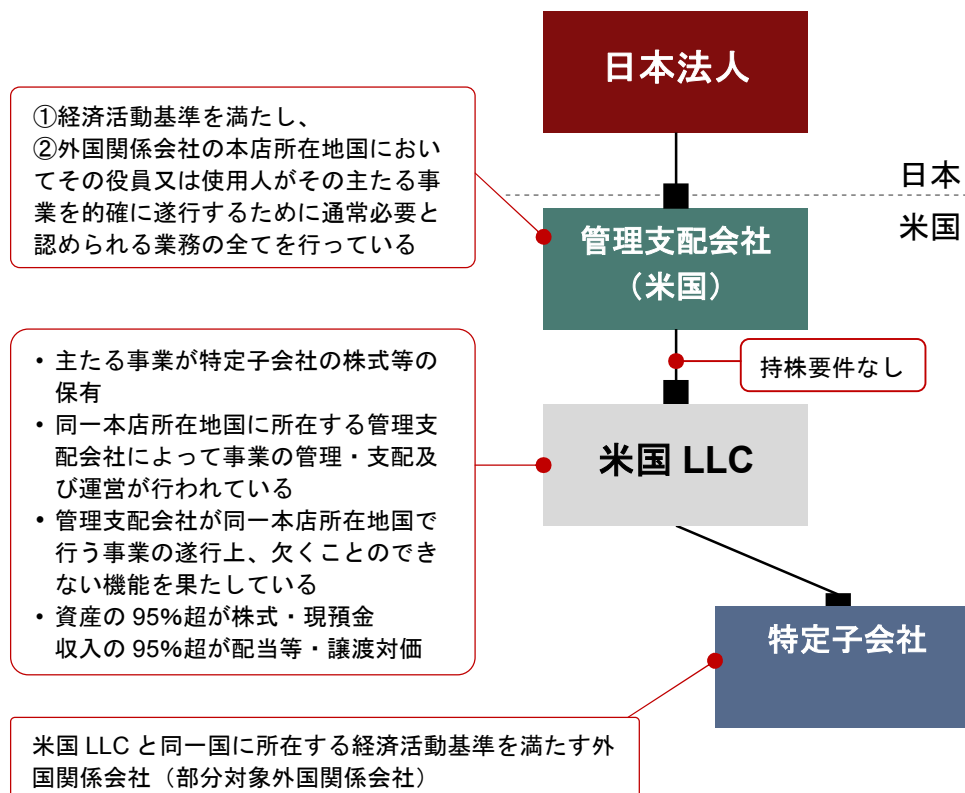 日本法人
①経済活動基準を満たし、
②外国関係会社の本店所在地国におい
てその役員又は使用人がその主たる事
業を的確に遂行するために通常必要と
認められる業務の全てを行っている
日本
米国
管理支配会社
（米国）
持株要件なし
• 主たる事業が特定子会社の株式等の
保有
• 同一本店所在地国に所在する管理支
配会社によって事業の管理・支配及
び運営が行われている
• 管理支配会社が同一本店所在地国で
行う事業の遂行上、欠くことのでき
ない機能を果たしている
• 資産の 95%超が株式・現預金
収入の 95%超が配当等・譲渡対価
米国 LLC
特定子会社
米国 LLC と同一国に所在する経済活動基準を満たす外
国関係会社（部分対象外国関係会社）